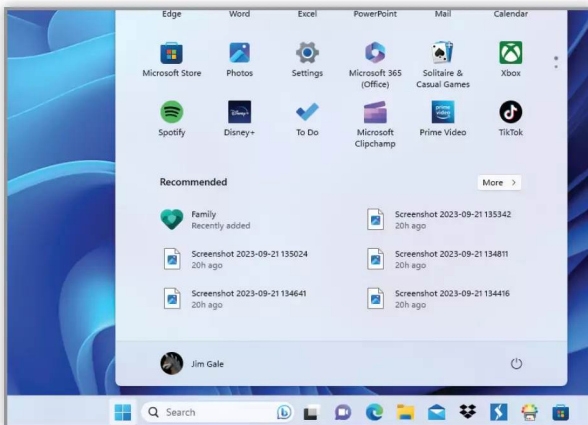 Edge Word Excel PowerPoint Mail Calendar
Microsoft Store Photos Settings Microsoft 365 Solitaire & Xbox
(Office) Casual Games
Spotify Disney+ To Do Microsoft Prime Video TikTok
Clipchamp
Recommended More >
Family Screenshot 2023-09-21 135342
Recently added 20h ago
Screenshot 2023-09-21 135024 Screenshot 2023-09-21 134811
20h ago 20h ago
Screenshot 2023-09-21 134641 Screenshot 2023-09-21 134416
20h ago 20h ago
Jim Gale
Search